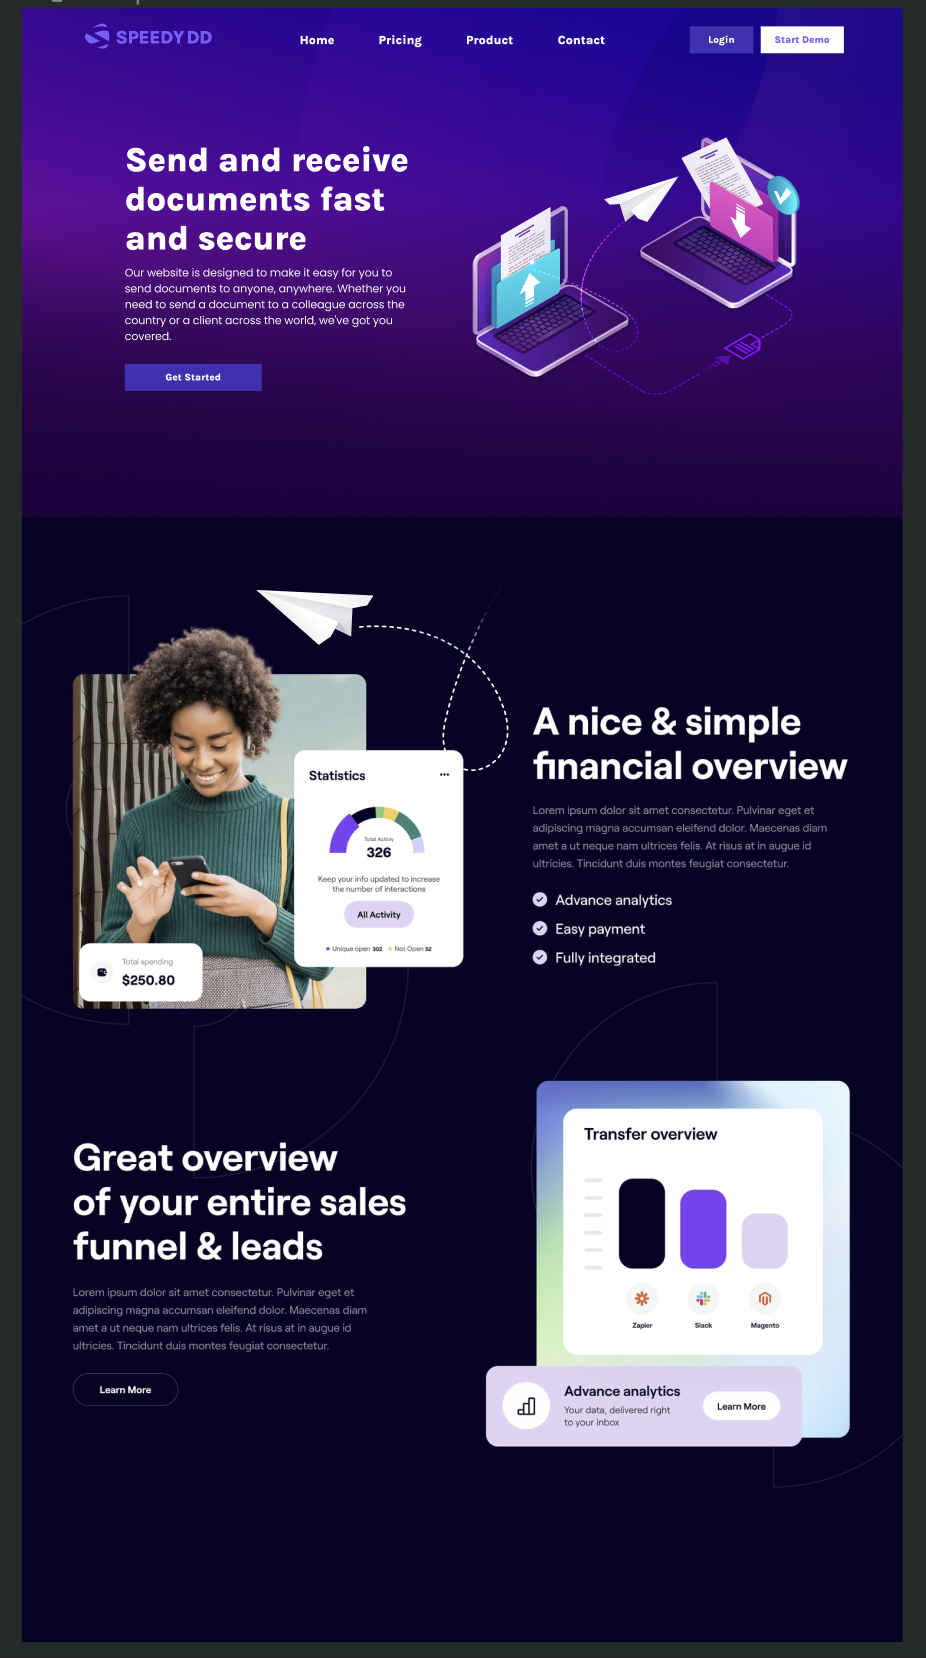 SPEEDY DD
Home Pricing Product Contact
Login Start Demo
Send and receive
documents fast
and secure
Our website is designed to make it easy for you to
send documents to anyone, anywhere. Whether you
need to send a document to a colleague across the
country or a client across the world, we've got you
covered.
Get Started
A nice & simple
financial overview
Lorem ipsum dolor sit amet consectetur. Pulvinar eget et
adipiscing magna accumsan eleifend dolor. Maecenas diam
amet a ut neque nam ultrices felis. At risus at in augue id
ultricies. Tincidunt duis montes feugiat consectetur.
Advance analytics
Easy payment
Fully integrated
Statistics
Total Activiy
326
Keep your info updated to increase
the number of interactions
All Activity
Unique open 302 Not Open 52
Total spending
$250.80
Great overview
of your entire sales
funnel & leads
Lorem ipsum dolor sit amet consectetur. Pulvinar eget et
adipiscing magna accumsan eleifend dolor. Maecenas diam
amet a ut neque nam ultrices felis. At risus at in augue id
ultricies. Tincidunt duis montes feugiat consectetur.
Learn More
Transfer overview
Zapier Slack Magento
Advance analytics
Your data, delivered right
to your inbox
Learn More